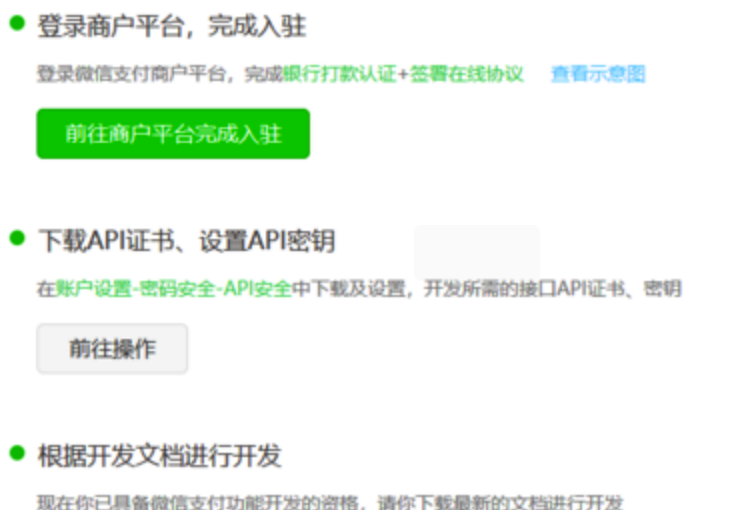 登录商户平台，完成入驻
登录微信支付商户平台，完成银行打款认证+签署在线协议 查看示意图
前往商户平台完成入驻
下载API证书、设置API密钥
在账户设置-密码安全-API安全中下载及设置，开发所需的接口API证书、密钥
前往操作
根据开发文档进行开发
现在你已具备微信支付功能开发的资格，请你下载最新的文档进行开发